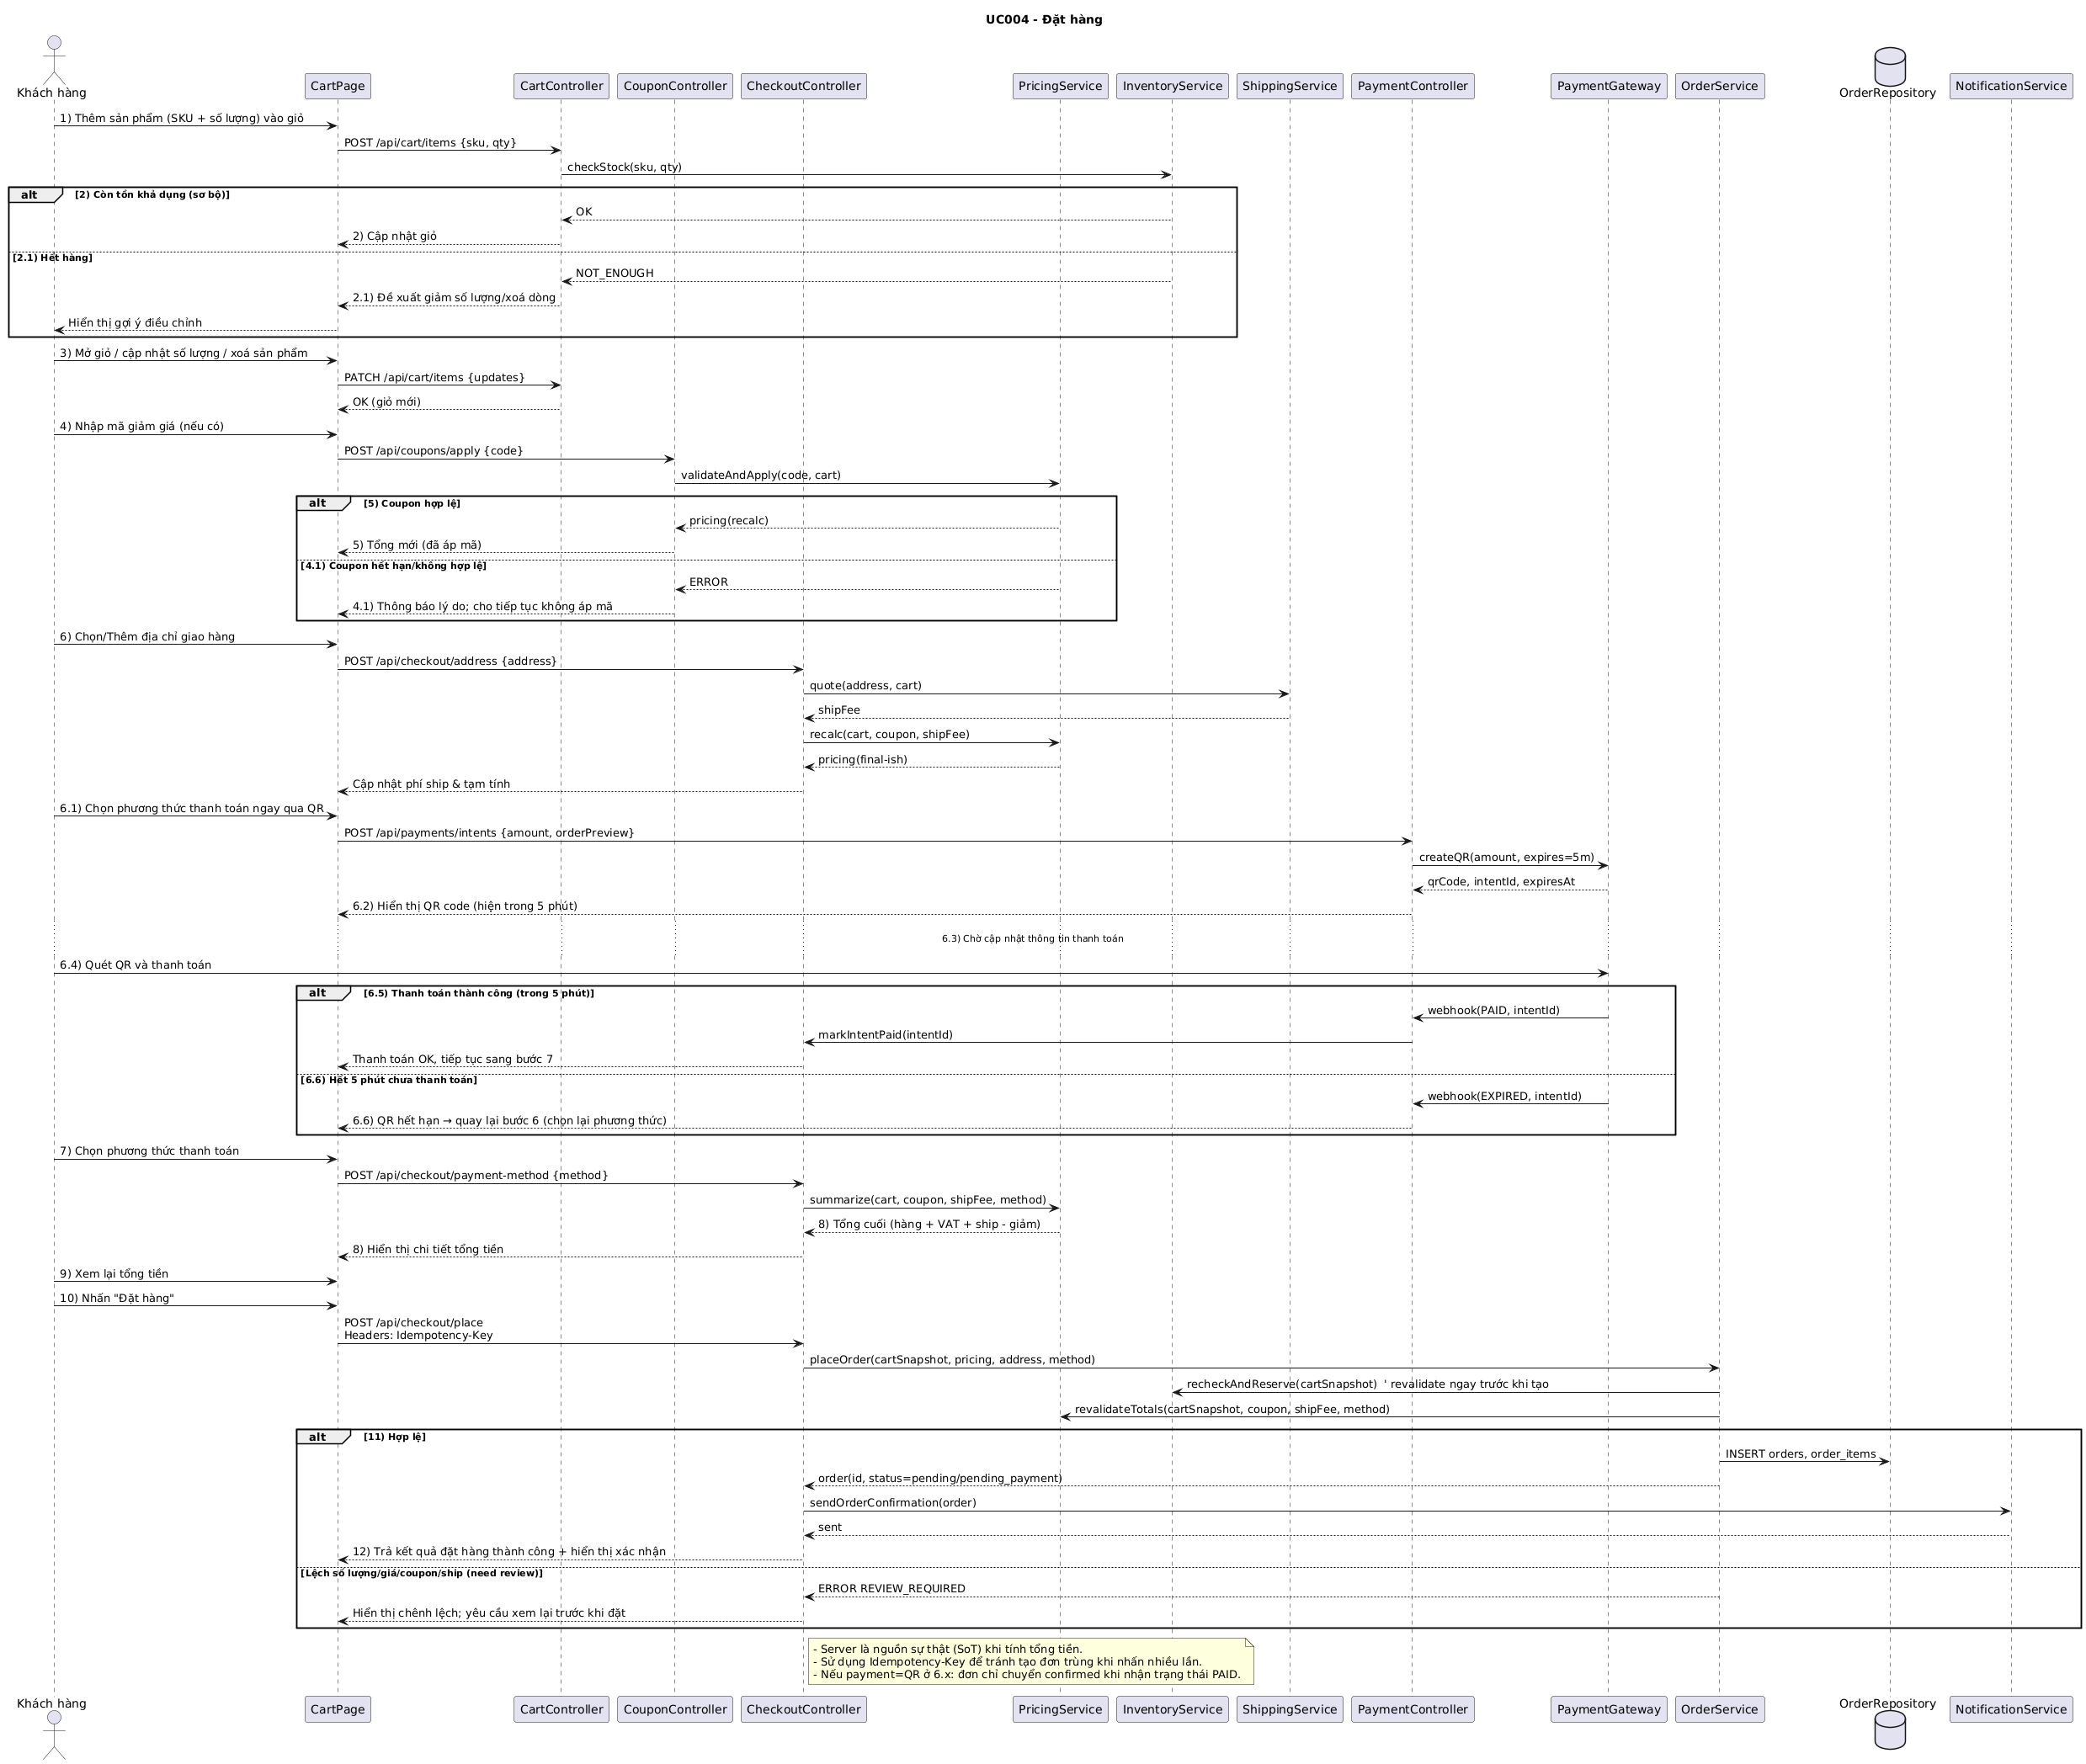 UC004 - Đặt hàng
Khách hàng
CartPage
CartController
CouponController
CheckoutController
PricingService
InventoryService
ShippingService
PaymentController
PaymentGateway
OrderService
OrderRepository
NotificationService
1) Thêm sản phẩm (SKU + số lượng) vào giỏ
POST /api/cart/items {sku, qty}
checkStock(sku, qty)
alt
[2) Còn tồn khả dụng (sơ bộ)]
OK
2) Cập nhật giỏ
[2.1) Hết hàng]
NOT_ENOUGH
2.1) Đề xuất giảm số lượng/xoá dòng
Hiển thị gợi ý điều chỉnh
3) Mở giỏ / cập nhật số lượng / xoá sản phẩm
PATCH /api/cart/items {updates}
OK (giỏ mới)
4) Nhập mã giảm giá (nếu có)
POST /api/coupons/apply {code}
validateAndApply(code, cart)
alt
[5) Coupon hợp lệ]
pricing(recalc)
5) Tổng mới (đã áp mã)
[4.1) Coupon hết hạn/không hợp lệ]
ERROR
4.1) Thông báo lý do; cho tiếp tục không áp mã
6) Chọn/Thêm địa chỉ giao hàng
POST /api/checkout/address {address}
quote(address, cart)
shipFee
recalc(cart, coupon, shipFee)
pricing(final-ish)
Cập nhật phí ship & tạm tính
6.1) Chọn phương thức thanh toán ngay qua QR
POST /api/payments/intents {amount, orderPreview}
createQR(amount, expires=5m)
qrCode, intentId, expiresAt
6.2) Hiển thị QR code (hiện trong 5 phút)
6.3) Chờ cập nhật thông tin thanh toán
6.4) Quét QR và thanh toán
alt
[6.5) Thanh toán thành công (trong 5 phút)]
webhook(PAID, intentId)
markIntentPaid(intentId)
Thanh toán OK, tiếp tục sang bước 7
[6.6) Hết 5 phút chưa thanh toán]
webhook(EXPIRED, intentId)
6.6) QR hết hạn → quay lại bước 6 (chọn lại phương thức)
7) Chọn phương thức thanh toán
POST /api/checkout/payment-method {method}
summarize(cart, coupon, shipFee, method)
8) Tổng cuối (hàng + VAT + ship - giảm)
8) Hiển thị chi tiết tổng tiền
9) Xem lại tổng tiền
10) Nhấn "Đặt hàng"
POST /api/checkout/place
Headers: Idempotency-Key
placeOrder(cartSnapshot, pricing, address, method)
recheckAndReserve(cartSnapshot)  ' revalidate ngay trước khi tạo
revalidateTotals(cartSnapshot, coupon, shipFee, method)
alt
[11) Hợp lệ]
INSERT orders, order_items
order(id, status=pending/pending_payment)
sendOrderConfirmation(order)
sent
12) Trả kết quả đặt hàng thành công + hiển thị xác nhận
[Lệch số lượng/giá/coupon/ship (need review)]
ERROR REVIEW_REQUIRED
Hiển thị chênh lệch; yêu cầu xem lại trước khi đặt
- Server là nguồn sự thật (SoT) khi tính tổng tiền.
- Sử dụng Idempotency-Key để tránh tạo đơn trùng khi nhấn nhiều lần.
- Nếu payment=QR ở 6.x: đơn chỉ chuyển confirmed khi nhận trạng thái PAID.
Khách hàng
CartPage
CartController
CouponController
CheckoutController
PricingService
InventoryService
ShippingService
PaymentController
PaymentGateway
OrderService
OrderRepository
NotificationService